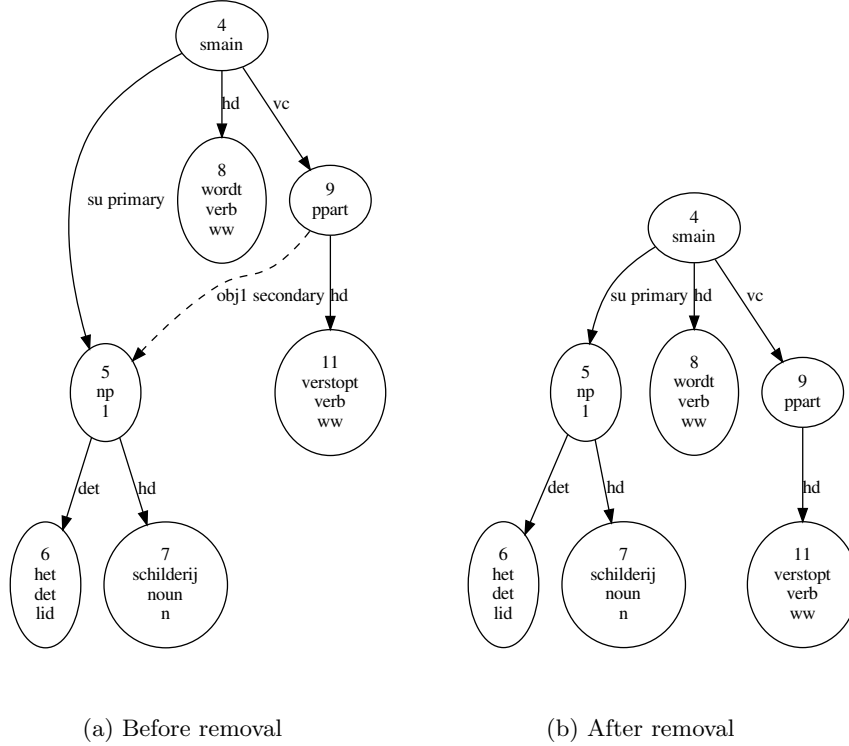 4
smain
hd
vc
su primary
8
wordt
verb
ww
9
ppart
obj1 secondary
hd
5
np
1
11
verstopt
verb
ww
det
hd
6
het
det
lid
7
schilderij
noun
n
(a) Before removal
4
smain
su primary
hd
vc
5
np
1
8
wordt
verb
ww
9
ppart
det
hd
hd
6
het
det
lid
7
schilderij
noun
n
11
verstopt
verb
ww
(b) After removal